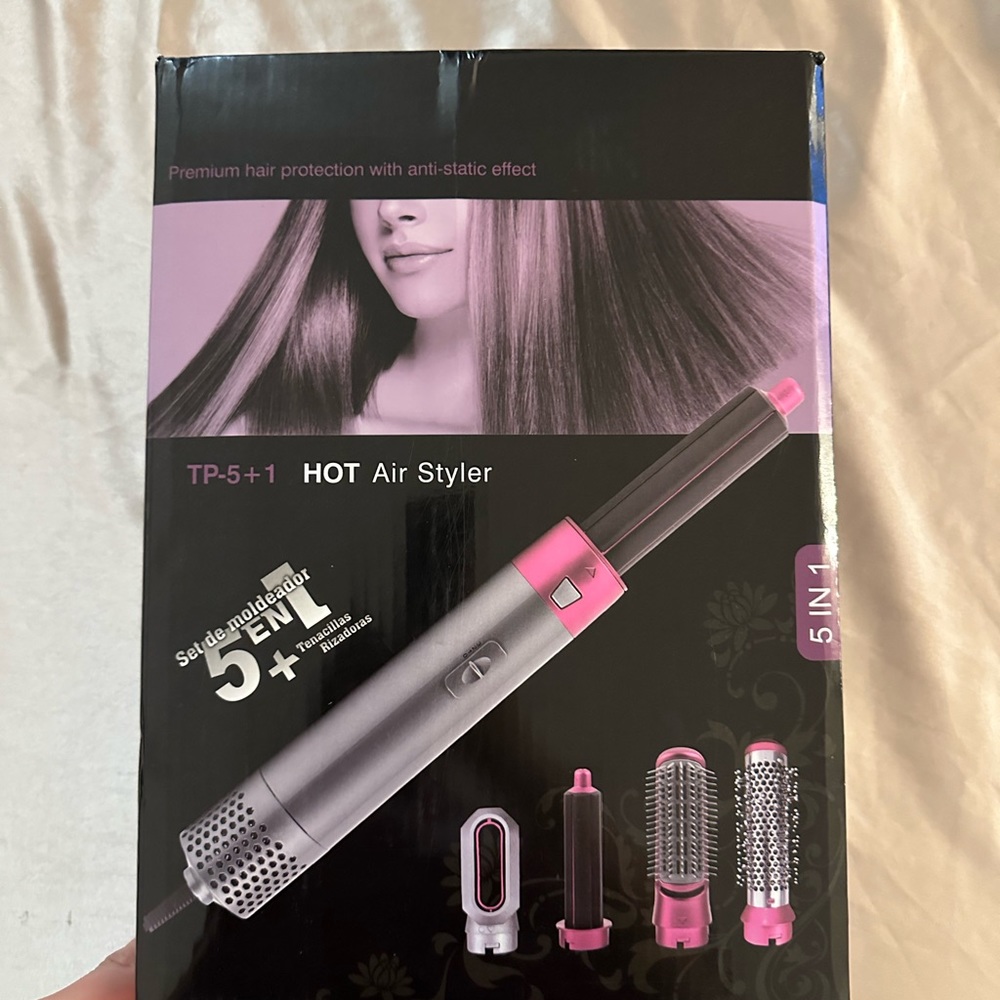 Premium hair protection with anti-static effect
TP-5+1 HOT Air Styler
Set de moldeador
5 EN 1
+ Tenacillas
Rizadoras
5 IN 1